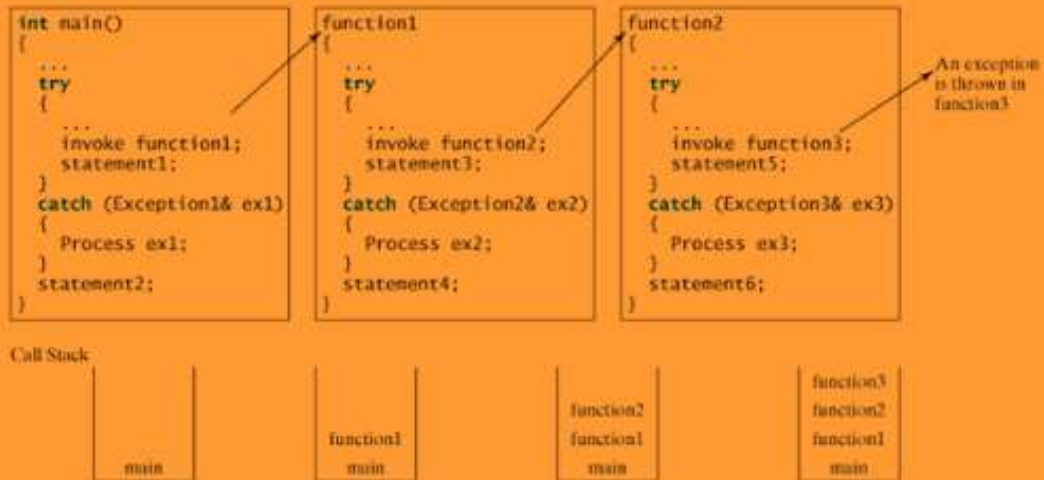 int main()
{
...
try
{
...
invoke function1;
statement1;
}
catch (Exception1& ex1)
{
Process ex1;
}
statement2;
}
function1
{
...
try
{
...
invoke function2;
statement3;
}
catch (Exception2& ex2)
{
Process ex2;
}
statement4;
}
function2
{
...
try
{
...
invoke function3;
statement5;
}
catch (Exception3& ex3)
{
Process ex3;
}
statement6;
}
An exception
is thrown in
function3
Call Stack
main
function1
main
function2
function1
main
function3
function2
function1
main